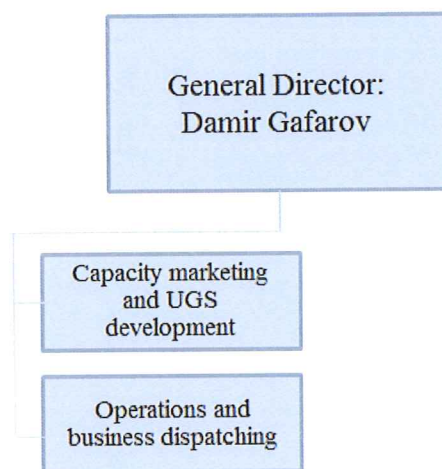 General Director:
Damir Gafarov
Capacity marketing
and UGS
development
Operations and
business dispatching